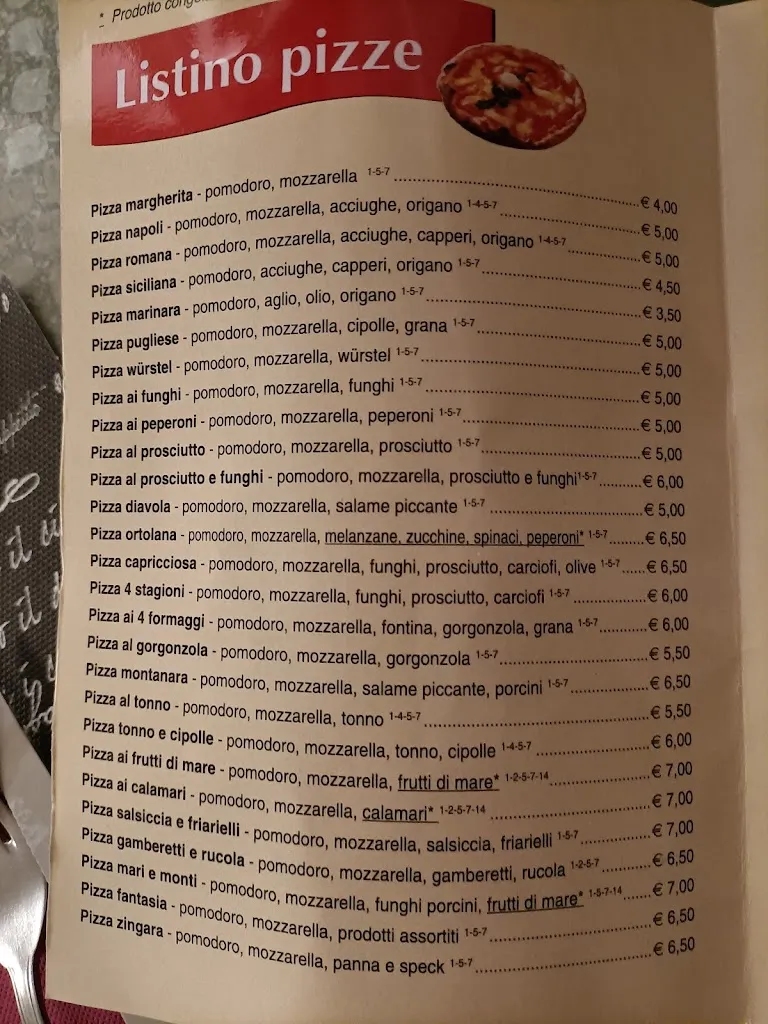 * Prodotto
Listino pizze
Pizza margherita - pomodoro, mozzarella 1-5-7 ........ € 4,00
Pizza napoli - pomodoro, mozzarella, acciughe, origano 1-4-5-7 ........ € 5,00
Pizza romana - pomodoro, mozzarella, acciughe, capperi, origano 1-4-5-7 ........ € 5,00
Pizza siciliana - pomodoro, acciughe, capperi, origano 1-5-7 ........ € 4,50
Pizza marinara - pomodoro, aglio, olio, origano 1-5-7 ........ € 3,50
Pizza pugliese - pomodoro, mozzarella, cipolle, grana 1-5-7 ........ € 5,00
Pizza würstel - pomodoro, mozzarella, würstel 1-5-7 ........ € 5,00
Pizza ai funghi - pomodoro, mozzarella, funghi 1-5-7 ........ € 5,00
Pizza ai peperoni - pomodoro, mozzarella, peperoni 1-5-7 ........ € 5,00
Pizza al prosciutto - pomodoro, mozzarella, prosciutto 1-5-7 ........ € 5,00
Pizza al prosciutto e funghi - pomodoro, mozzarella, prosciutto e funghi 1-5-7 ........ € 6,00
Pizza diavola - pomodoro, mozzarella, salame piccante 1-5-7 ........ € 5,00
Pizza ortolana - pomodoro, mozzarella, melanzane, zucchine, spinaci, peperoni* 1-5-7 ........ € 6,50
Pizza capricciosa - pomodoro, mozzarella, funghi, prosciutto, carciofi, olive 1-5-7 ...... € 6,50
Pizza 4 stagioni - pomodoro, mozzarella, funghi, prosciutto, carciofi 1-5-7 ........ € 6,00
Pizza ai 4 formaggi - pomodoro, mozzarella, fontina, gorgonzola, grana 1-5-7 ........ € 6,00
Pizza al gorgonzola - pomodoro, mozzarella, gorgonzola 1-5-7 ........ € 5,50
Pizza montanara - pomodoro, mozzarella, salame piccante, porcini 1-5-7 ........ € 6,50
Pizza al tonno - pomodoro, mozzarella, tonno 1-4-5-7 ........ € 5,50
Pizza tonno e cipolle - pomodoro, mozzarella, tonno, cipolle 1-4-5-7 ........ € 6,00
Pizza ai frutti di mare - pomodoro, mozzarella, frutti di mare* 1-2-5-7-14 ........ € 7,00
Pizza ai calamari - pomodoro, mozzarella, calamari* 1-2-5-7-14 ........ € 7,00
Pizza salsiccia e friarielli - pomodoro, mozzarella, salsiccia, friarielli 1-5-7 ........ € 7,00
Pizza gamberetti e rucola - pomodoro, mozzarella, gamberetti, rucola 1-2-5-7 ........ € 6,50
Pizza mari e monti - pomodoro, mozzarella, funghi porcini, frutti di mare* 1-5-7-14 ....... € 7,00
Pizza fantasia - pomodoro, mozzarella, prodotti assortiti 1-5-7 ........ € 6,50
Pizza zingara - pomodoro, mozzarella, panna e speck 1-5-7 ........ € 6,50